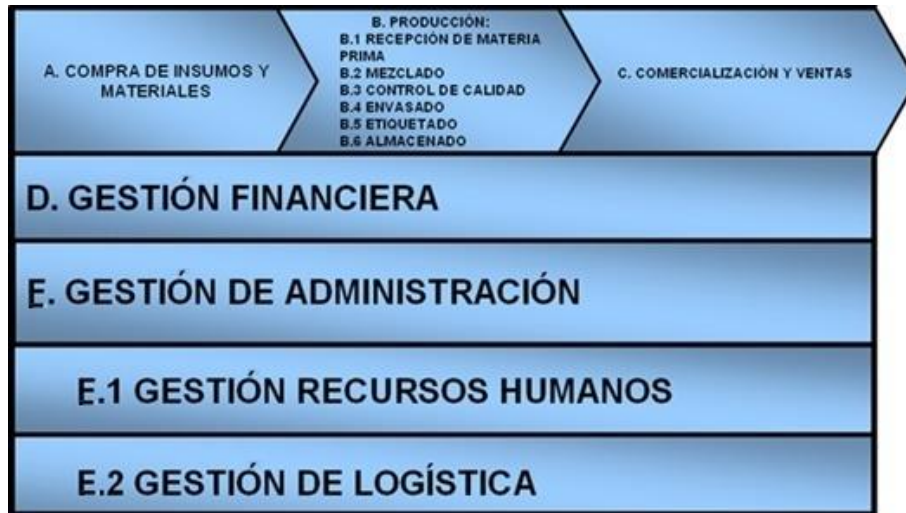 A. COMPRA DE INSUMOS Y
MATERIALES
B. PRODUCCIÓN:
B.1 RECEPCIÓN DE MATERIA
PRIMA
B.2 MEZCLADO
B.3 CONTROL DE CALIDAD
B.4 ENVASADO
B.5 ETIQUETADO
B.6 ALMACENADO
C. COMERCIALIZACIÓN Y VENTAS
D. GESTIÓN FINANCIERA
E. GESTIÓN DE ADMINISTRACIÓN
E.1 GESTIÓN RECURSOS HUMANOS
E.2 GESTIÓN DE LOGÍSTICA